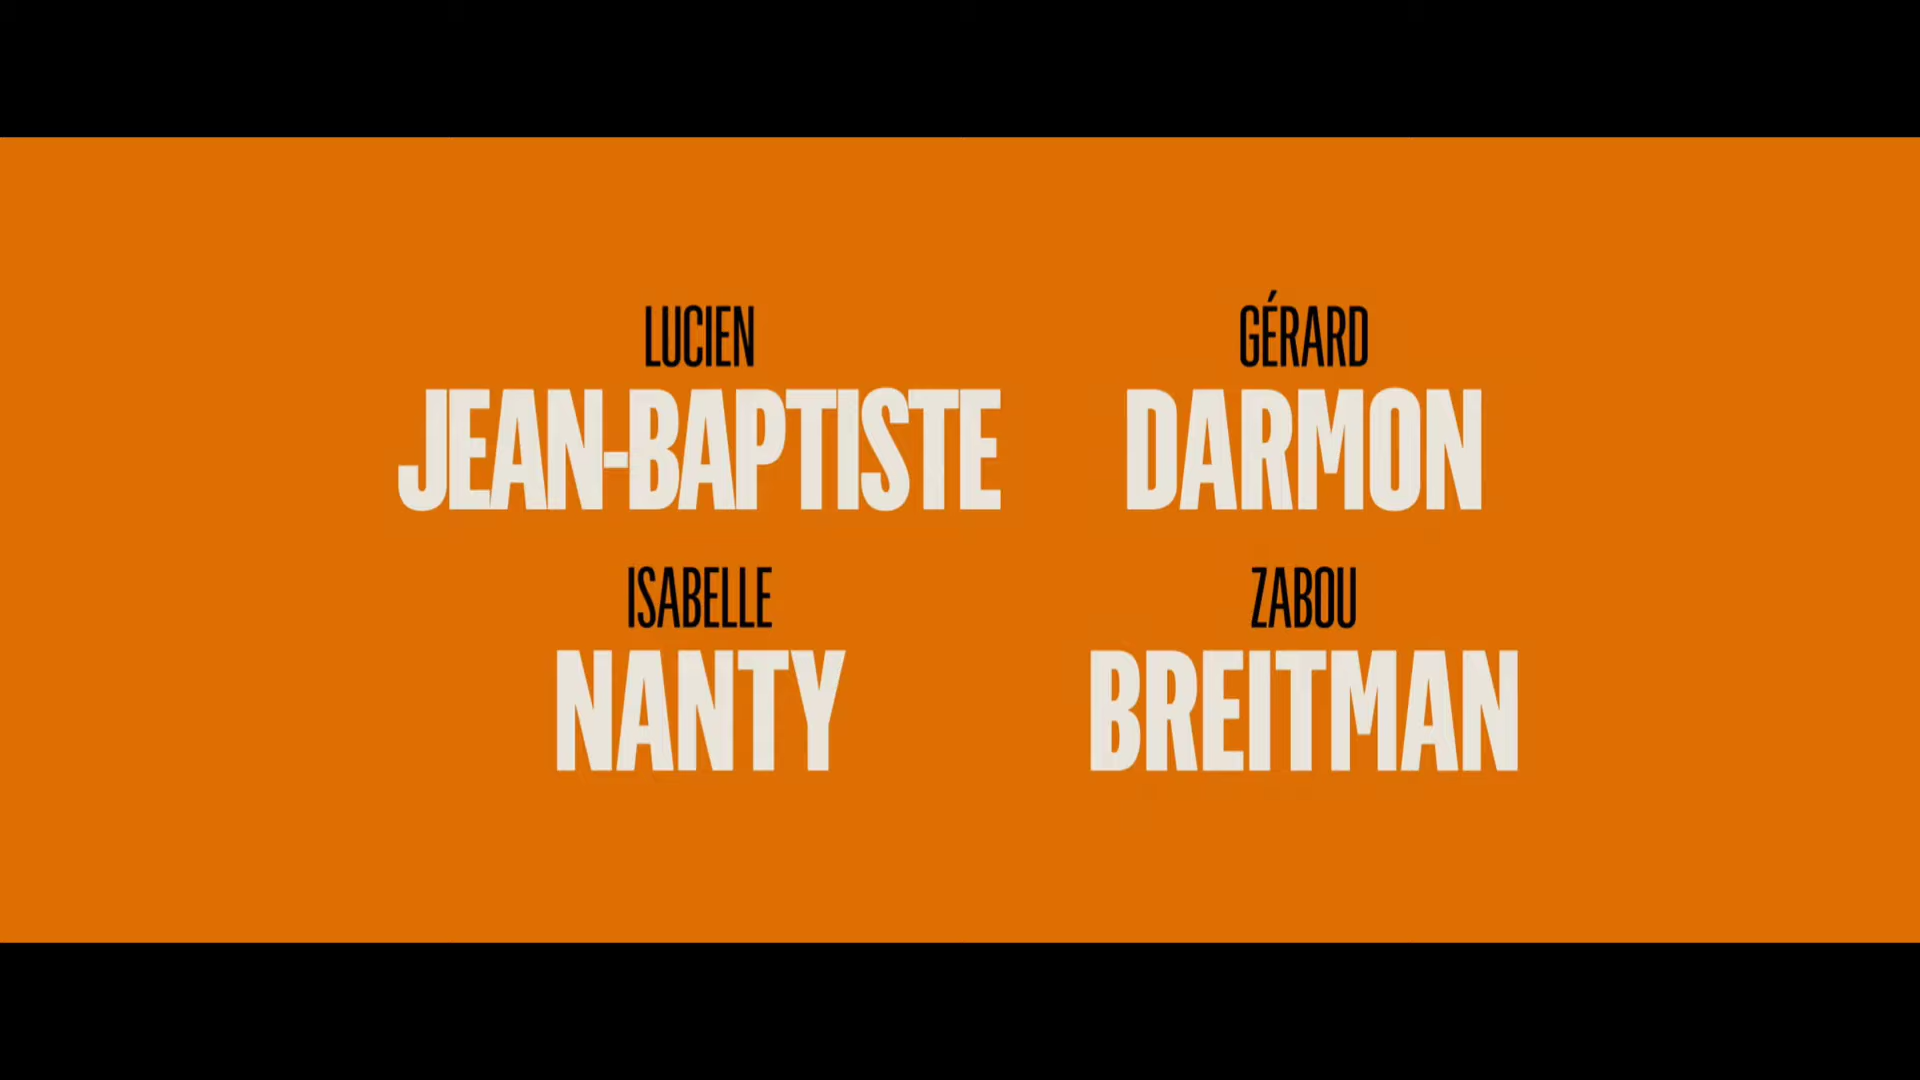 LUCIEN
JEAN-BAPTISTE
GÉRARD
DARMON
ISABELLE
NANTY
ZABOU
BREITMAN